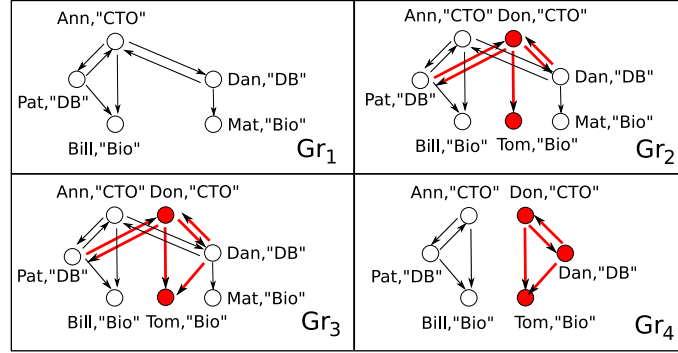 Ann,"CTO"
Dan,"DB"
Pat,"DB"
Mat,"Bio"
Bill,"Bio"
Gr1
Ann,"CTO" Don,"CTO"
Dan,"DB"
Pat,"DB"
Mat,"Bio"
Bill,"Bio" Tom,"Bio"
Gr2
Ann,"CTO" Don,"CTO"
Dan,"DB"
Pat,"DB"
Mat,"Bio"
Bill,"Bio" Tom,"Bio"
Gr3
Ann,"CTO" Don,"CTO"
Pat,"DB" Dan,"DB"
Bill,"Bio" Tom,"Bio"
Gr4